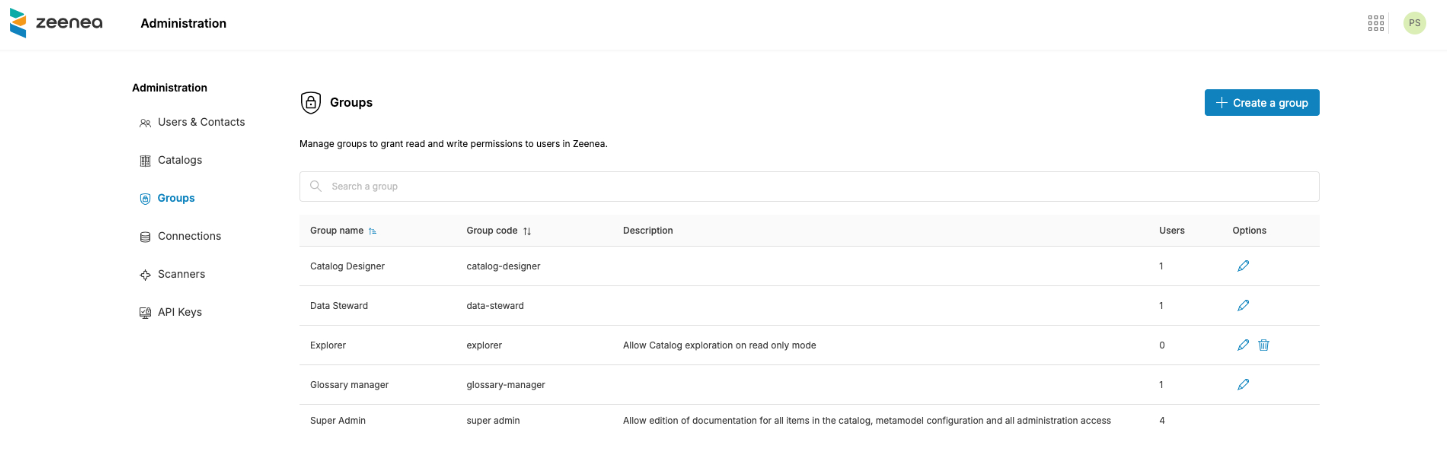 zeenea
Administration
PS
Administration
Users & Contacts
Catalogs
Groups
Connections
Scanners
API Keys
Groups
Create a group
Manage groups to grant read and write permissions to users in Zeenea.
Search a group
Group name Group code Description Users Options
Catalog Designer catalog-designer 1
Data Steward data-steward 1
Explorer explorer Allow Catalog exploration on read only mode 0
Glossary manager glossary-manager 1
Super Admin super admin Allow edition of documentation for all items in the catalog, metamodel configuration and all administration access 4